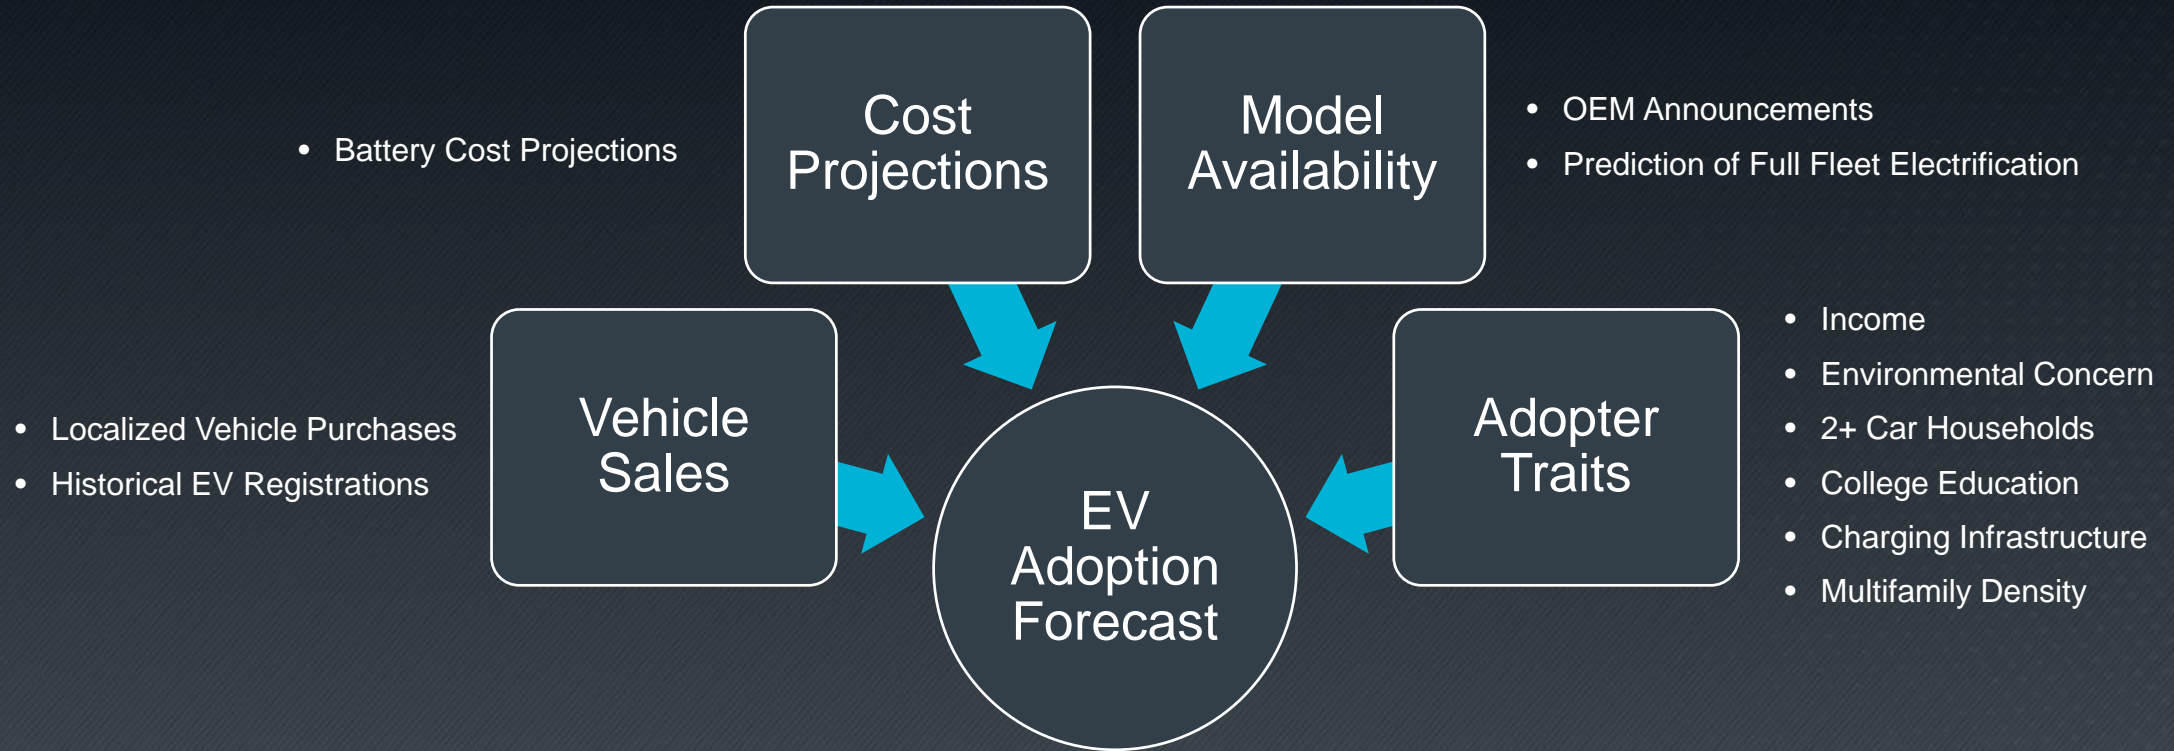 • Battery Cost Projections
Cost
Projections
Model
Availability
• OEM Announcements
• Prediction of Full Fleet Electrification
• Localized Vehicle Purchases
• Historical EV Registrations
Vehicle
Sales
EV
Adoption
Forecast
Adopter
Traits
• Income
• Environmental Concern
• 2+ Car Households
• College Education
• Charging Infrastructure
• Multifamily Density